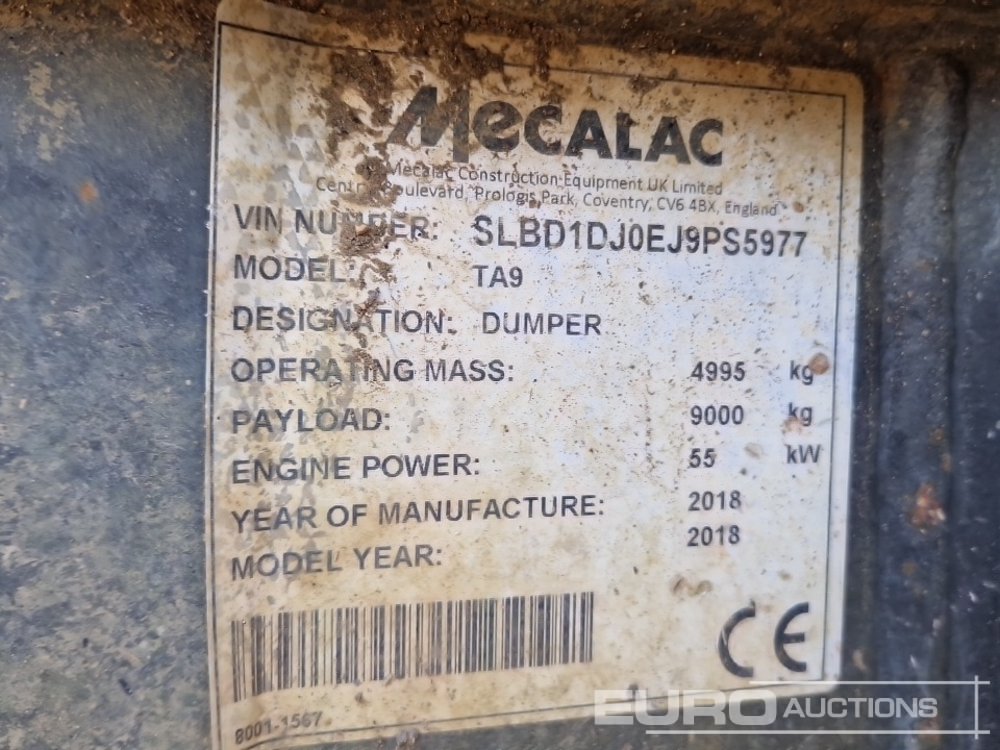 MECALAC
Mecalac Construction Equipment UK Limited
Boulevard, Prologis Park, Coventry, CV6 4BX, England
VIN NUMBER: SLBD1DJ0EJ9PS5977
MODEL: TA9
DESIGNATION: DUMPER
OPERATING MASS: 4995 kg
PAYLOAD: 9000 kg
ENGINE POWER: 55 kW
YEAR OF MANUFACTURE: 2018
MODEL YEAR: 2018
CE
8001-1567
EURO AUCTIONS